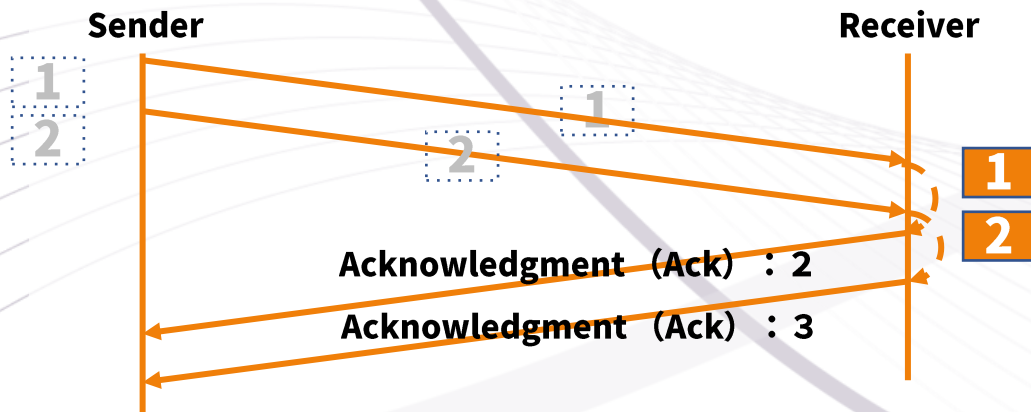 Sender
Receiver
1
2
1
2
1
2
Acknowledgment （Ack）：２
Acknowledgment （Ack）：３